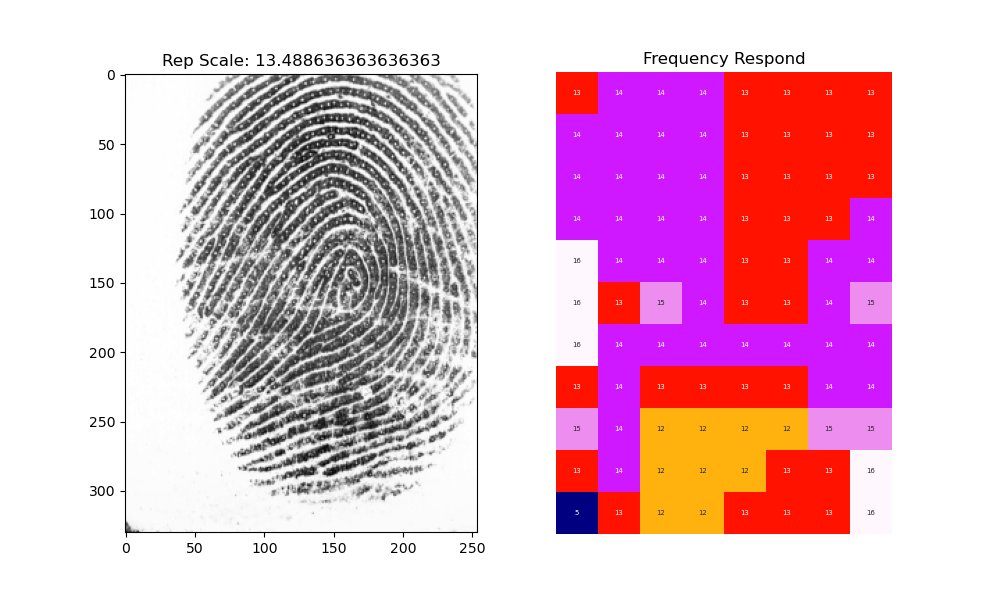 Rep Scale: 13.488636363636363
0
50
100
150
200
250
300
0 50 100 150 200 250
Frequency Respond
13 14 14 14 13 13 13 13
14 14 14 14 13 13 13 13
14 14 14 14 13 13 13 13
14 14 14 14 13 13 13 14
16 14 14 14 13 13 14 14
16 13 15 14 13 13 14 15
16 14 14 14 14 14 14 14
13 14 13 13 13 13 14 14
15 14 12 12 12 12 15 15
13 14 12 12 12 13 13 16
5 13 12 12 13 13 13 16